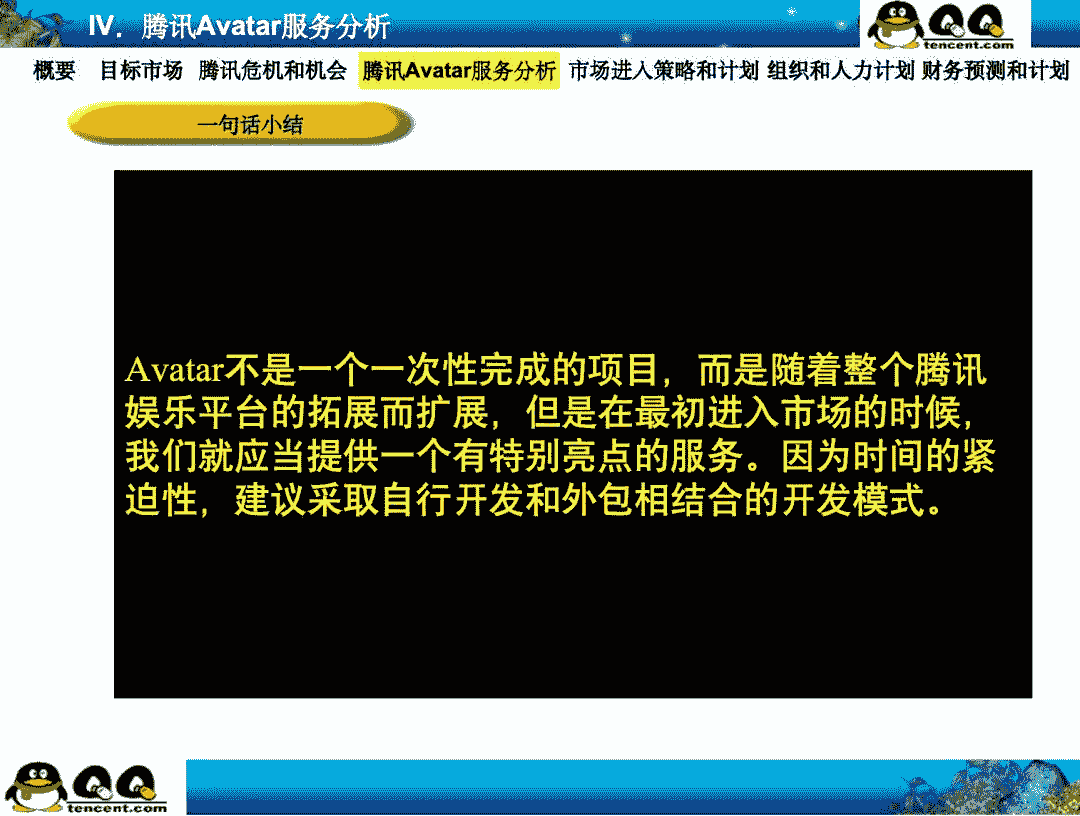 IV．腾讯Avatar服务分析
QQ
tencent.com
概要 目标市场 腾讯危机和机会 腾讯Avatar服务分析 市场进入策略和计划 组织和人力计划 财务预测和计划
一句话小结
Avatar不是一个一次性完成的项目，而是随着整个腾讯
娱乐平台的拓展而扩展，但是在最初进入市场的时候，
我们就应当提供一个有特别亮点的服务。因为时间的紧
迫性，建议采取自行开发和外包相结合的开发模式。
QQ
tencent.com